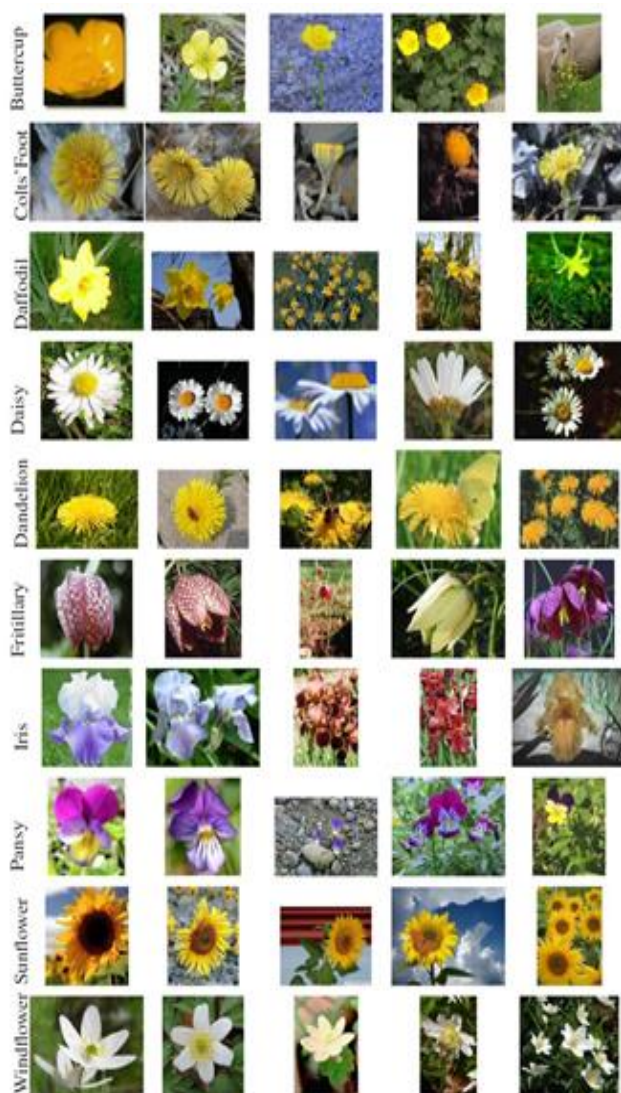 Buttercup
Colts' Foot
Daffodil
Daisy
Dandelion
Fritillary
Iris
Pansy
Sunflower
Windflower